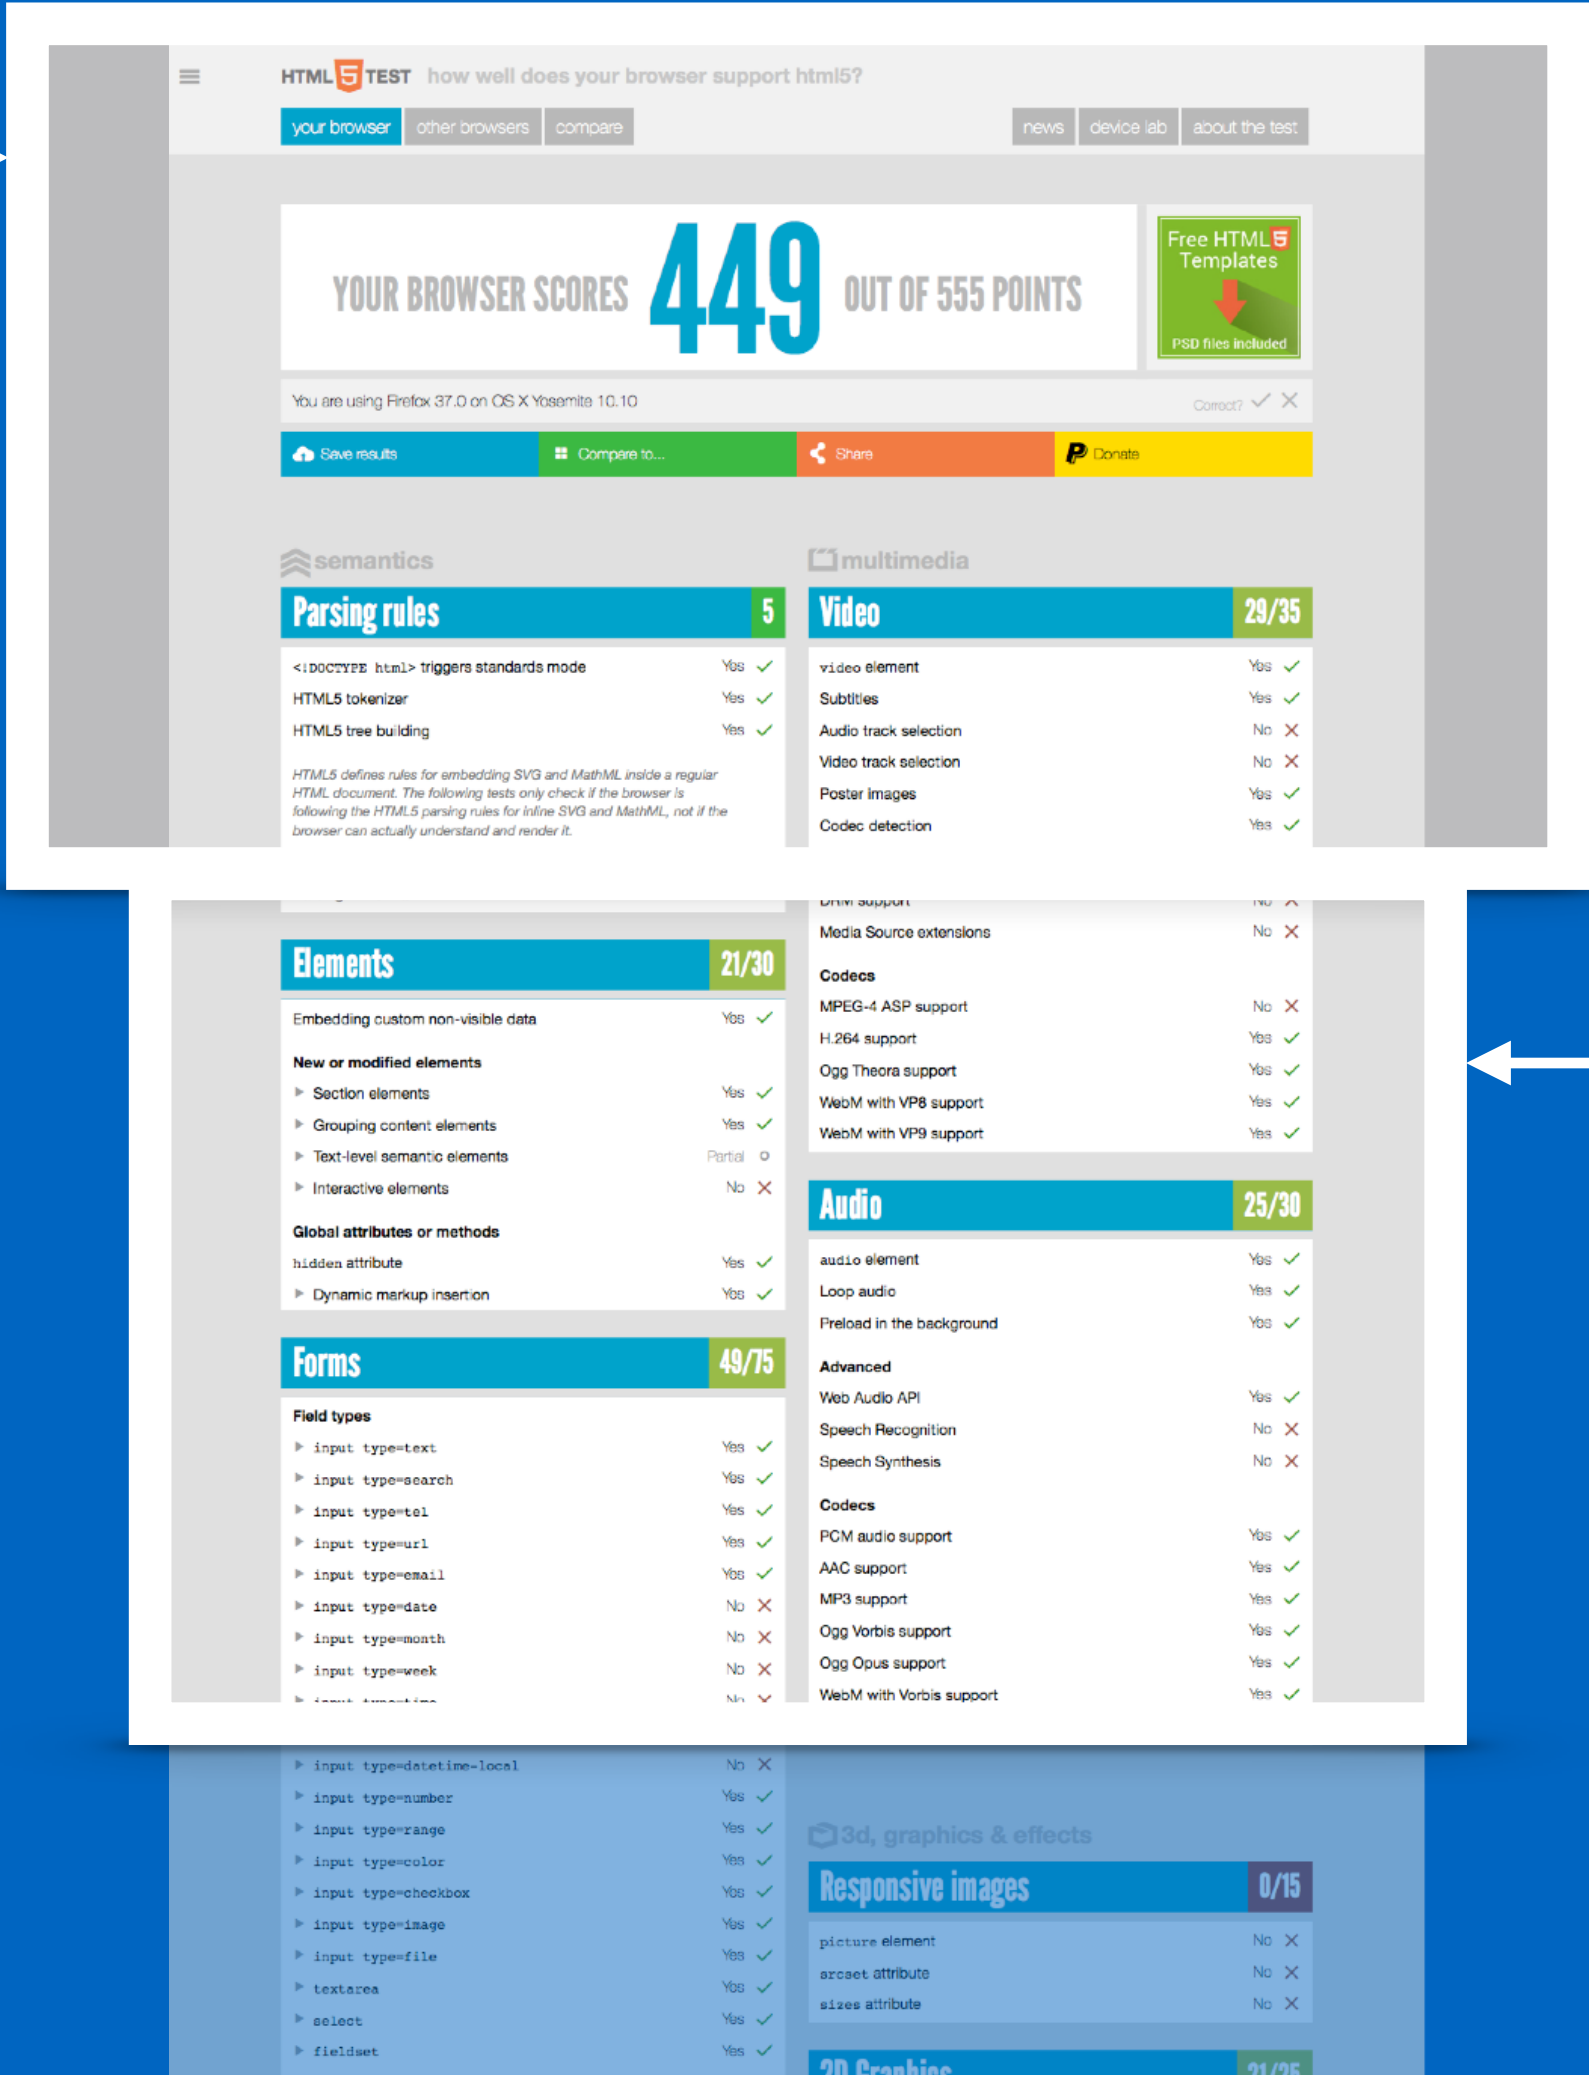 HTML 5 TEST how well does your browser support html5?
your browser other browsers compare news device lab about the test
YOUR BROWSER SCORES 449 OUT OF 555 POINTS
Free HTML5
Templates
PSD files included
You are using Firefox 37.0 on OS X Yosemite 10.10
Correct?
Save results Compare to... Share Donate
semantics
Parsing rules 5
<!DOCTYPE html> triggers standards mode Yes
HTML5 tokenizer Yes
HTML5 tree building Yes
HTML5 defines rules for embedding SVG and MathML inside a regular
HTML document. The following tests only check if the browser is
following the HTML5 parsing rules for inline SVG and MathML, not if the
browser can actually understand and render it.
multimedia
Video 29/35
video element Yes
Subtitles Yes
Audio track selection No
Video track selection No
Poster images Yes
Codec detection Yes
Elements 21/30
Embedding custom non-visible data Yes
New or modified elements
Section elements Yes
Grouping content elements Yes
Text-level semantic elements Partial
Interactive elements No
Global attributes or methods
hidden attribute Yes
Dynamic markup insertion Yes
Forms 49/75
Field types
input type=text Yes
input type=search Yes
input type=tel Yes
input type=url Yes
input type=email Yes
input type=date No
input type=month No
input type=week No
input type=time No
DRM support No
Media Source extensions No
Codecs
MPEG-4 ASP support No
H.264 support Yes
Ogg Theora support Yes
WebM with VP8 support Yes
WebM with VP9 support Yes
Audio 25/30
audio element Yes
Loop audio Yes
Preload in the background Yes
Advanced
Web Audio API Yes
Speech Recognition No
Speech Synthesis No
Codecs
PCM audio support Yes
AAC support Yes
MP3 support Yes
Ogg Vorbis support Yes
Ogg Opus support Yes
WebM with Vorbis support Yes
input type=datetime-local No
input type=number Yes
input type=range Yes
input type=color Yes
input type=checkbox Yes
input type=image Yes
input type=file Yes
textarea Yes
select Yes
fieldset Yes
3d, graphics & effects
Responsive images 0/15
picture element No
srcset attribute No
sizes attribute No
2D Graphics 21/25